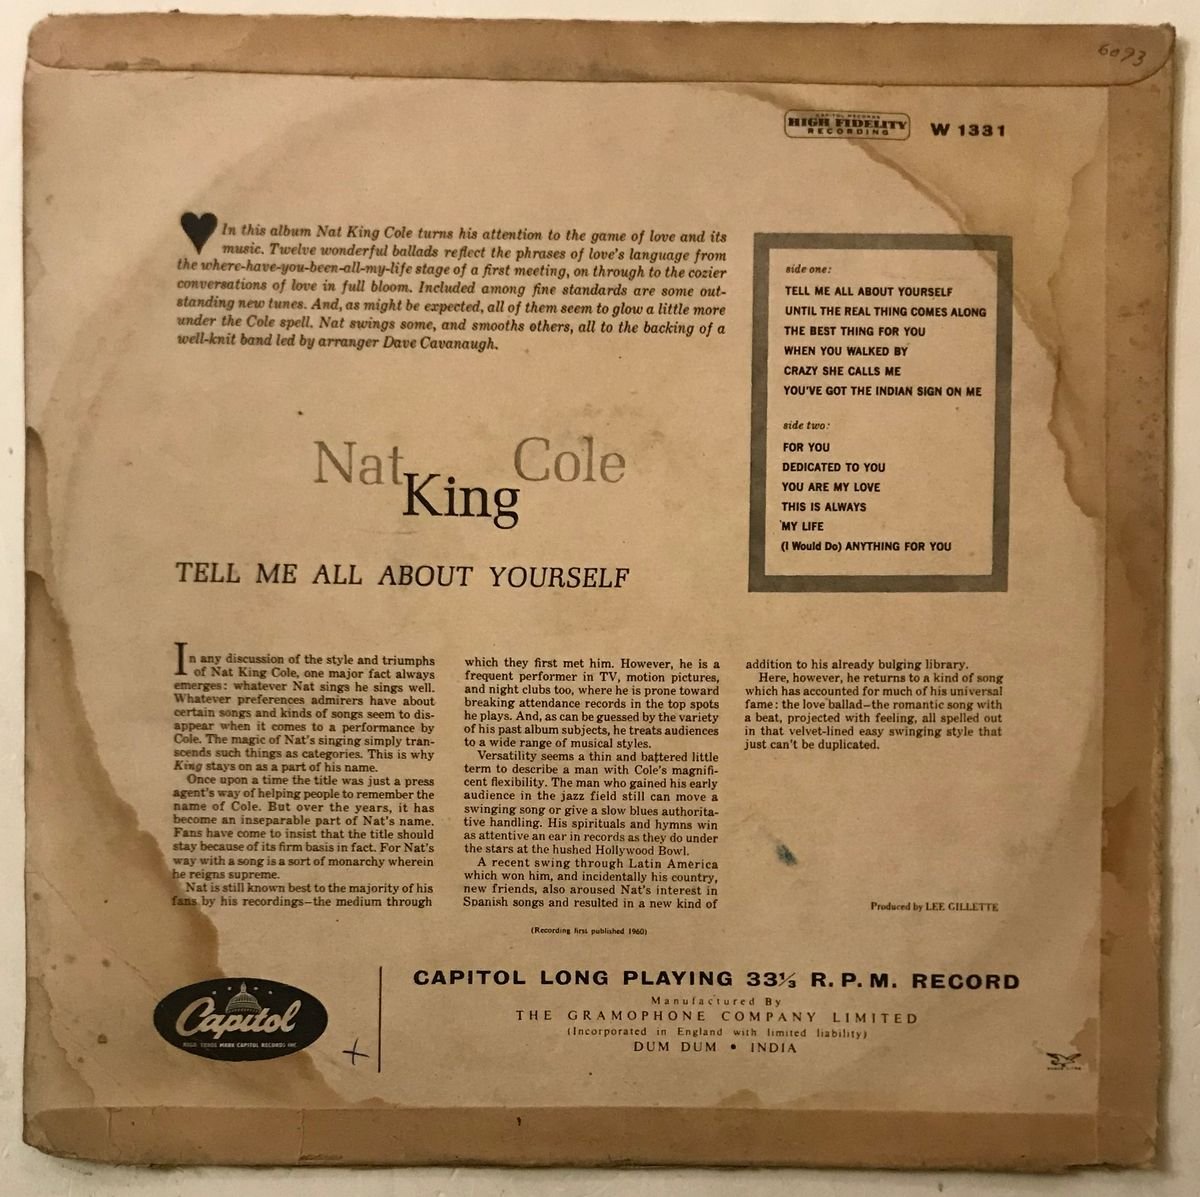 6093
CAPITOL RECORDS
HIGH FIDELITY
RECORDING
W 1331
In this album Nat King Cole turns his attention to the game of love and its
music. Twelve wonderful ballads reflect the phrases of love's language from
the where-have-you-been-all-my-life stage of a first meeting, on through to the cozier
conversations of love in full bloom. Included among fine standards are some out-
standing new tunes. And, as might be expected, all of them seem to glow a little more
under the Cole spell. Nat swings some, and smooths others, all to the backing of a
well-knit band led by arranger Dave Cavanaugh.
side one:
TELL ME ALL ABOUT YOURSELF
UNTIL THE REAL THING COMES ALONG
THE BEST THING FOR YOU
WHEN YOU WALKED BY
CRAZY SHE CALLS ME
YOU'VE GOT THE INDIAN SIGN ON ME
side two:
FOR YOU
DEDICATED TO YOU
YOU ARE MY LOVE
THIS IS ALWAYS
MY LIFE
(I Would Do) ANYTHING FOR YOU
Nat King Cole
TELL ME ALL ABOUT YOURSELF
In any discussion of the style and triumphs
of Nat King Cole, one major fact always
emerges: whatever Nat sings he sings well.
Whatever preferences admirers have about
certain songs and kinds of songs seem to dis-
appear when it comes to a performance by
Cole. The magic of Nat's singing simply tran-
scends such things as categories. This is why
King stays on as a part of his name.
Once upon a time the title was just a press
agent's way of helping people to remember the
name of Cole. But over the years, it has
become an inseparable part of Nat's name.
Fans have come to insist that the title should
stay because of its firm basis in fact. For Nat's
way with a song is a sort of monarchy wherein
he reigns supreme.
Nat is still known best to the majority of his
fans by his recordings—the medium through
which they first met him. However, he is a
frequent performer in TV, motion pictures,
and night clubs too, where he is prone toward
breaking attendance records in the top spots
he plays. And, as can be guessed by the variety
of his past album subjects, he treats audiences
to a wide range of musical styles.
Versatility seems a thin and battered little
term to describe a man with Cole's magnifi-
cent flexibility. The man who gained his early
audience in the jazz field still can move a
swinging song or give a slow blues authorita-
tive handling. His spirituals and hymns win
as attentive an ear in records as they do under
the stars at the hushed Hollywood Bowl.
A recent swing through Latin America
which won him, and incidentally his country,
new friends, also aroused Nat's interest in
Spanish songs and resulted in a new kind of
addition to his already bulging library.
Here, however, he returns to a kind of song
which has accounted for much of his universal
fame: the love ballad—the romantic song with
a beat, projected with feeling, all spelled out
in that velvet-lined easy swinging style that
just can't be duplicated.
Produced by LEE GILLETTE
(Recording first published 1960)
Capitol
TRADE MARK CAPITOL RECORDS INC
CAPITOL LONG PLAYING 33⅓ R.P.M. RECORD
Manufactured By
THE GRAMOPHONE COMPANY LIMITED
(Incorporated in England with limited liability)
DUM DUM • INDIA